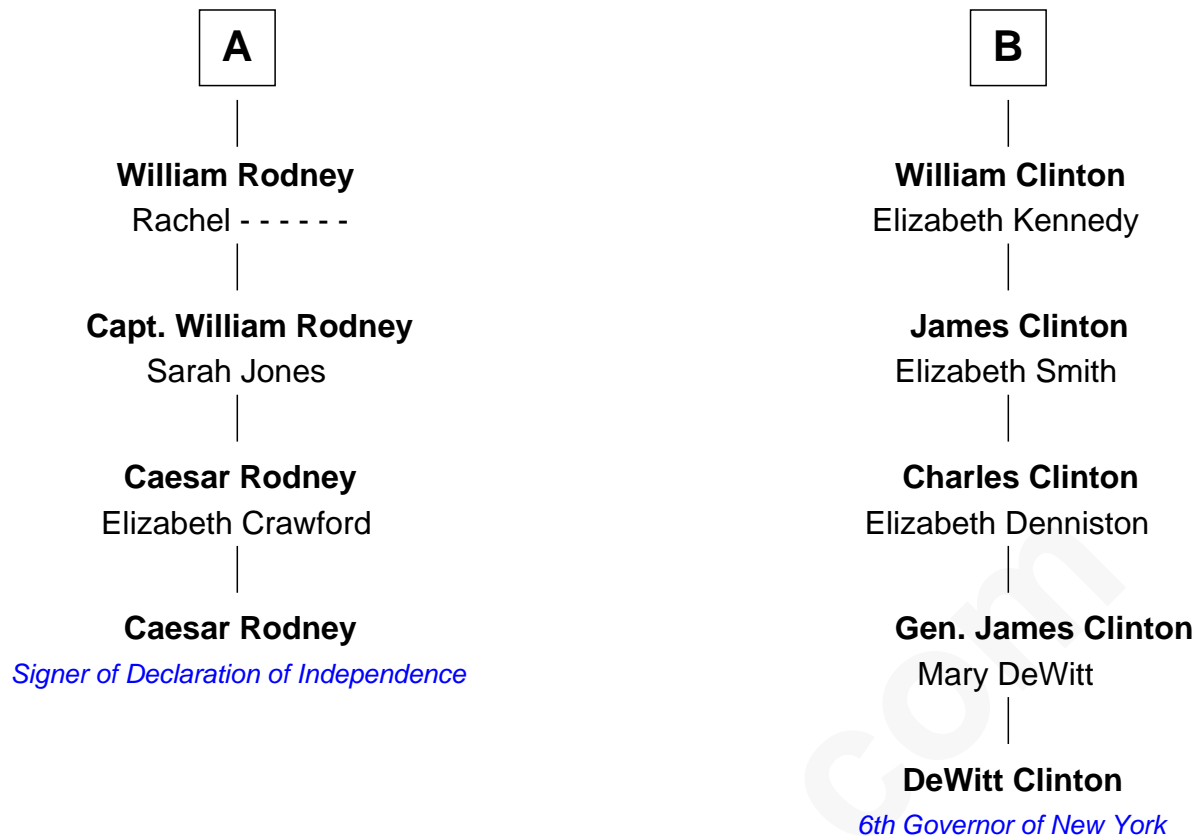 A
William Rodney
Rachel - - - - - -
Capt. William Rodney
Sarah Jones
Caesar Rodney
Elizabeth Crawford
Caesar Rodney
Signer of Declaration of Independence
B
William Clinton
Elizabeth Kennedy
James Clinton
Elizabeth Smith
Charles Clinton
Elizabeth Denniston
Gen. James Clinton
Mary DeWitt
DeWitt Clinton
6th Governor of New York
com